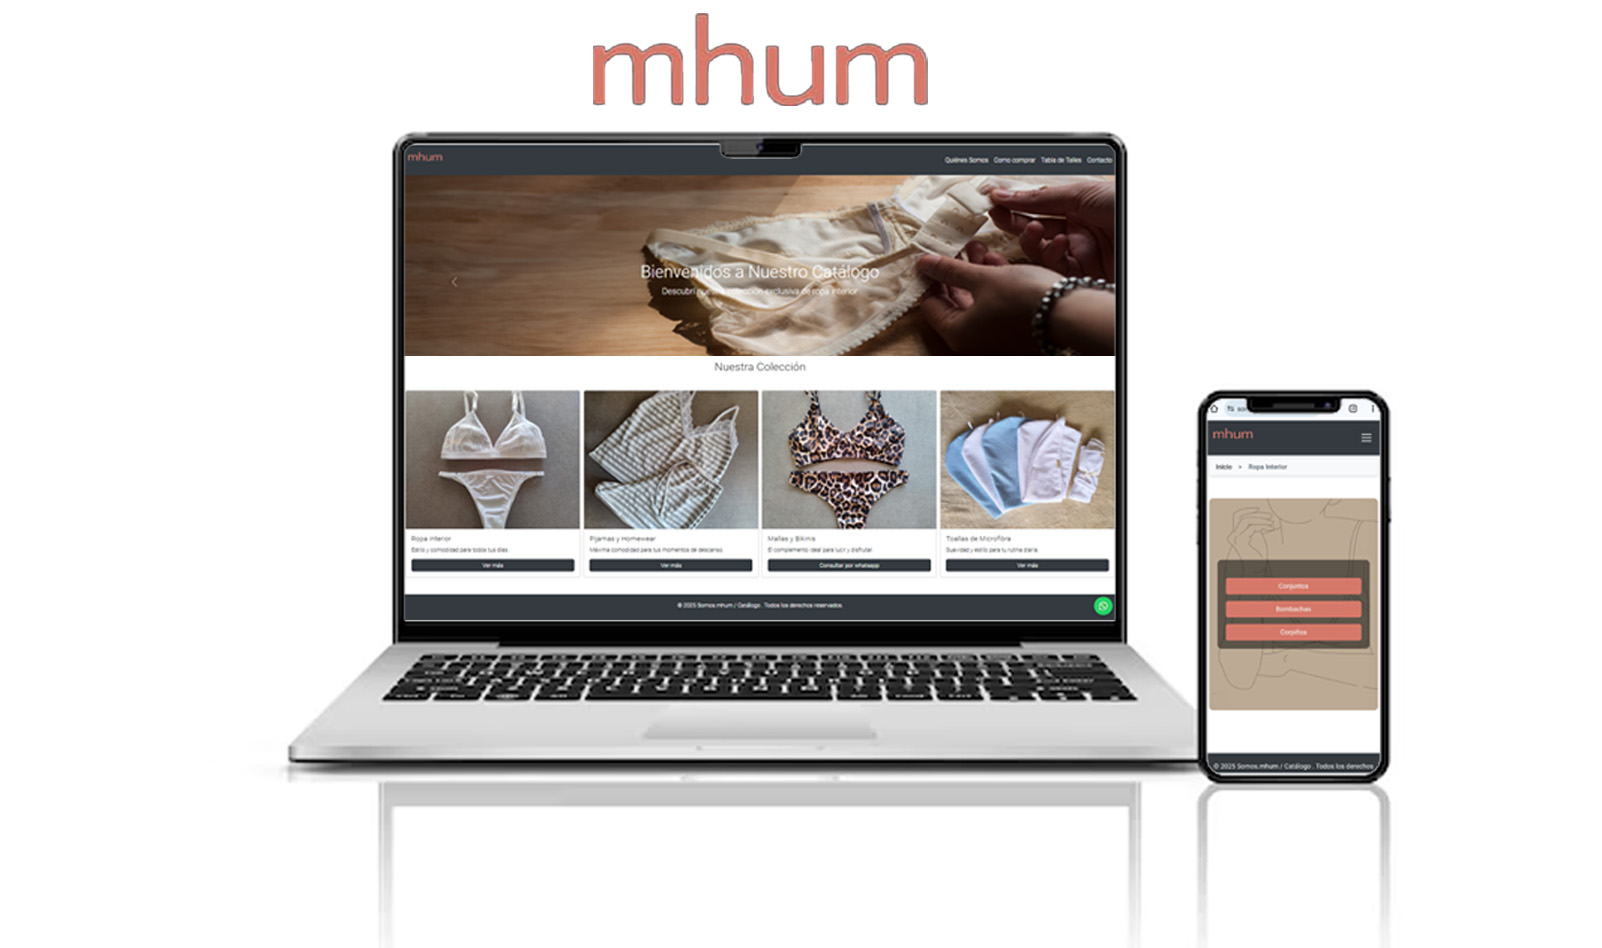 mhum
mhum
Quiénes Somos Como comprar Tabla de Talles Contacto
Bienvenidos a Nuestro Catálogo
Descubrí nuestra colección exclusiva de ropa interior
Nuestra Colección
Ropa Interior
Estilo y comodidad para todos tus días.
Ver más
Pijamas y Homewear
Máxima comodidad para tus momentos de descanso.
Ver más
Mallas y Bikinis
El complemento ideal para lucir y disfrutar.
Consultar por whatsapp
Toallas de Microfibra
Suavidad y estilo para tu rutina diaria.
Ver más
© 2025 Somos.mhum / Catálogo . Todos los derechos reservados.
mhum
Inicio > Ropa Interior
Conjuntos
Bombachas
Corpiños
© 2025 Somos.mhum / Catálogo . Todos los derechos